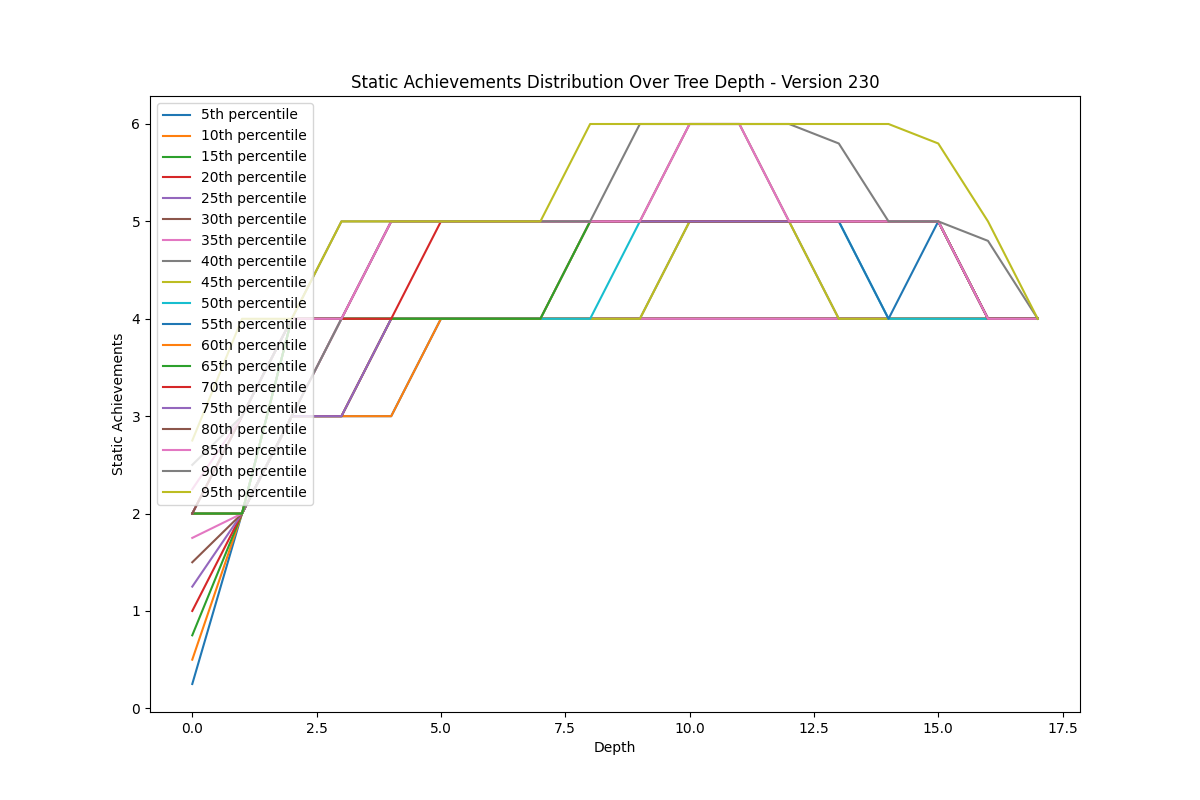 Static Achievements Distribution Over Tree Depth - Version 230
6
5
4
3
2
1
0
Static Achievements
5th percentile
10th percentile
15th percentile
20th percentile
25th percentile
30th percentile
35th percentile
40th percentile
45th percentile
50th percentile
55th percentile
60th percentile
65th percentile
70th percentile
75th percentile
80th percentile
85th percentile
90th percentile
95th percentile
0.0 2.5 5.0 7.5 10.0 12.5 15.0 17.5
Depth